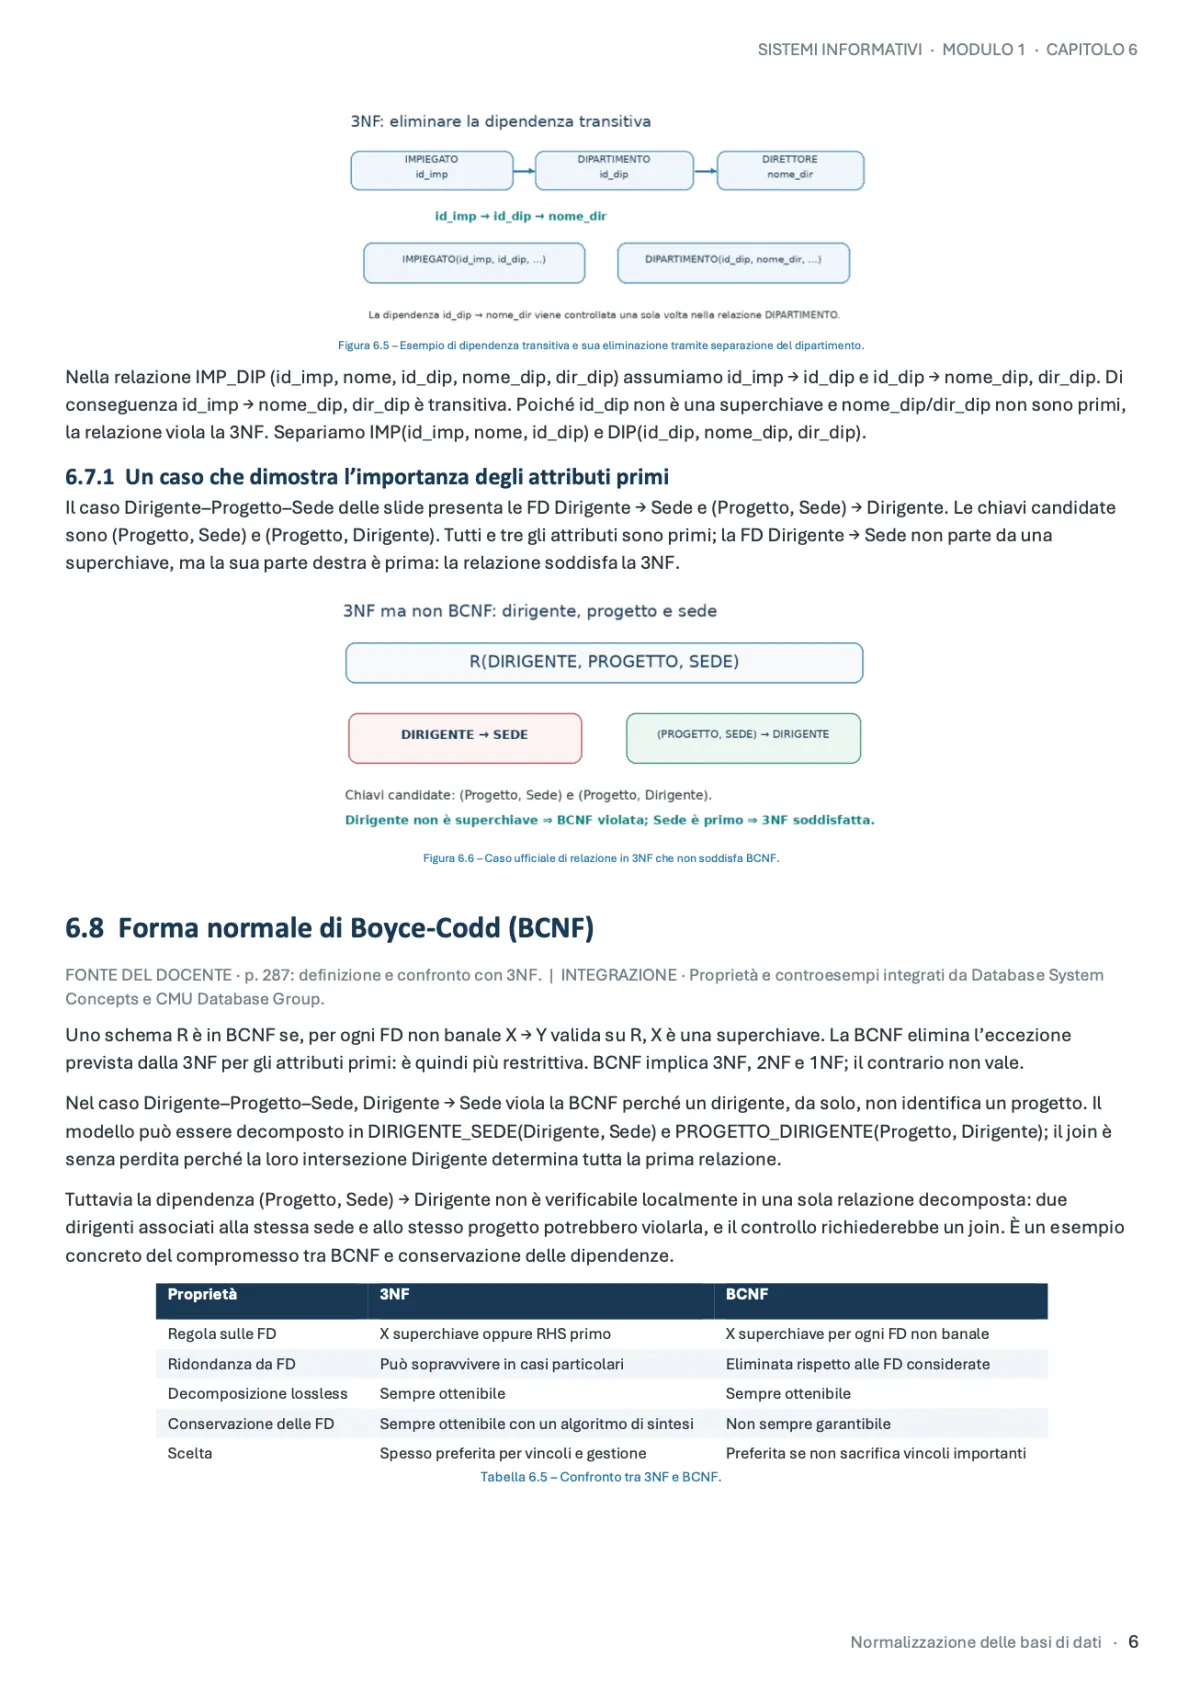 SISTEMI INFORMATIVI · MODULO 1 · CAPITOLO 6
3NF: eliminare la dipendenza transitiva
IMPIEGATO
id_imp
DIPARTIMENTO
id_dip
DIRETTORE
nome_dir
id_imp → id_dip → nome_dir
IMPIEGATO(id_imp, id_dip, ...)
DIPARTIMENTO(id_dip, nome_dir, ...)
La dipendenza id_dip → nome_dir viene controllata una sola volta nella relazione DIPARTIMENTO.
Figura 6.5 – Esempio di dipendenza transitiva e sua eliminazione tramite separazione del dipartimento.
Nella relazione IMP_DIP (id_imp, nome, id_dip, nome_dip, dir_dip) assumiamo id_imp → id_dip e id_dip → nome_dip, dir_dip. Di
conseguenza id_imp → nome_dip, dir_dip è transitiva. Poiché id_dip non è una superchiave e nome_dip/dir_dip non sono primi,
la relazione viola la 3NF. Separiamo IMP(id_imp, nome, id_dip) e DIP(id_dip, nome_dip, dir_dip).
6.7.1 Un caso che dimostra l’importanza degli attributi primi
Il caso Dirigente–Progetto–Sede delle slide presenta le FD Dirigente → Sede e (Progetto, Sede) → Dirigente. Le chiavi candidate
sono (Progetto, Sede) e (Progetto, Dirigente). Tutti e tre gli attributi sono primi; la FD Dirigente → Sede non parte da una
superchiave, ma la sua parte destra è prima: la relazione soddisfa la 3NF.
3NF ma non BCNF: dirigente, progetto e sede
R(DIRIGENTE, PROGETTO, SEDE)
DIRIGENTE → SEDE
(PROGETTO, SEDE) → DIRIGENTE
Chiavi candidate: (Progetto, Sede) e (Progetto, Dirigente).
Dirigente non è superchiave ⇒ BCNF violata; Sede è primo ⇒ 3NF soddisfatta.
Figura 6.6 – Caso ufficiale di relazione in 3NF che non soddisfa BCNF.
6.8 Forma normale di Boyce-Codd (BCNF)
FONTE DEL DOCENTE · p. 287: definizione e confronto con 3NF. | INTEGRAZIONE · Proprietà e controesempi integrati da Database System
Concepts e CMU Database Group.
Uno schema R è in BCNF se, per ogni FD non banale X → Y valida su R, X è una superchiave. La BCNF elimina l’eccezione
prevista dalla 3NF per gli attributi primi: è quindi più restrittiva. BCNF implica 3NF, 2NF e 1NF; il contrario non vale.
Nel caso Dirigente–Progetto–Sede, Dirigente → Sede viola la BCNF perché un dirigente, da solo, non identifica un progetto. Il
modello può essere decomposto in DIRIGENTE_SEDE(Dirigente, Sede) e PROGETTO_DIRIGENTE(Progetto, Dirigente); il join è
senza perdita perché la loro intersezione Dirigente determina tutta la prima relazione.
Tuttavia la dipendenza (Progetto, Sede) → Dirigente non è verificabile localmente in una sola relazione decomposta: due
dirigenti associati alla stessa sede e allo stesso progetto potrebbero violarla, e il controllo richiederebbe un join. È un esempio
concreto del compromesso tra BCNF e conservazione delle dipendenze.
Proprietà 3NF BCNF
Regola sulle FD X superchiave oppure RHS primo X superchiave per ogni FD non banale
Ridondanza da FD Può sopravvivere in casi particolari Eliminata rispetto alle FD considerate
Decomposizione lossless Sempre ottenibile Sempre ottenibile
Conservazione delle FD Sempre ottenibile con un algoritmo di sintesi Non sempre garantibile
Scelta Spesso preferita per vincoli e gestione Preferita se non sacrifica vincoli importanti
Tabella 6.5 – Confronto tra 3NF e BCNF.
Normalizzazione delle basi di dati · 6